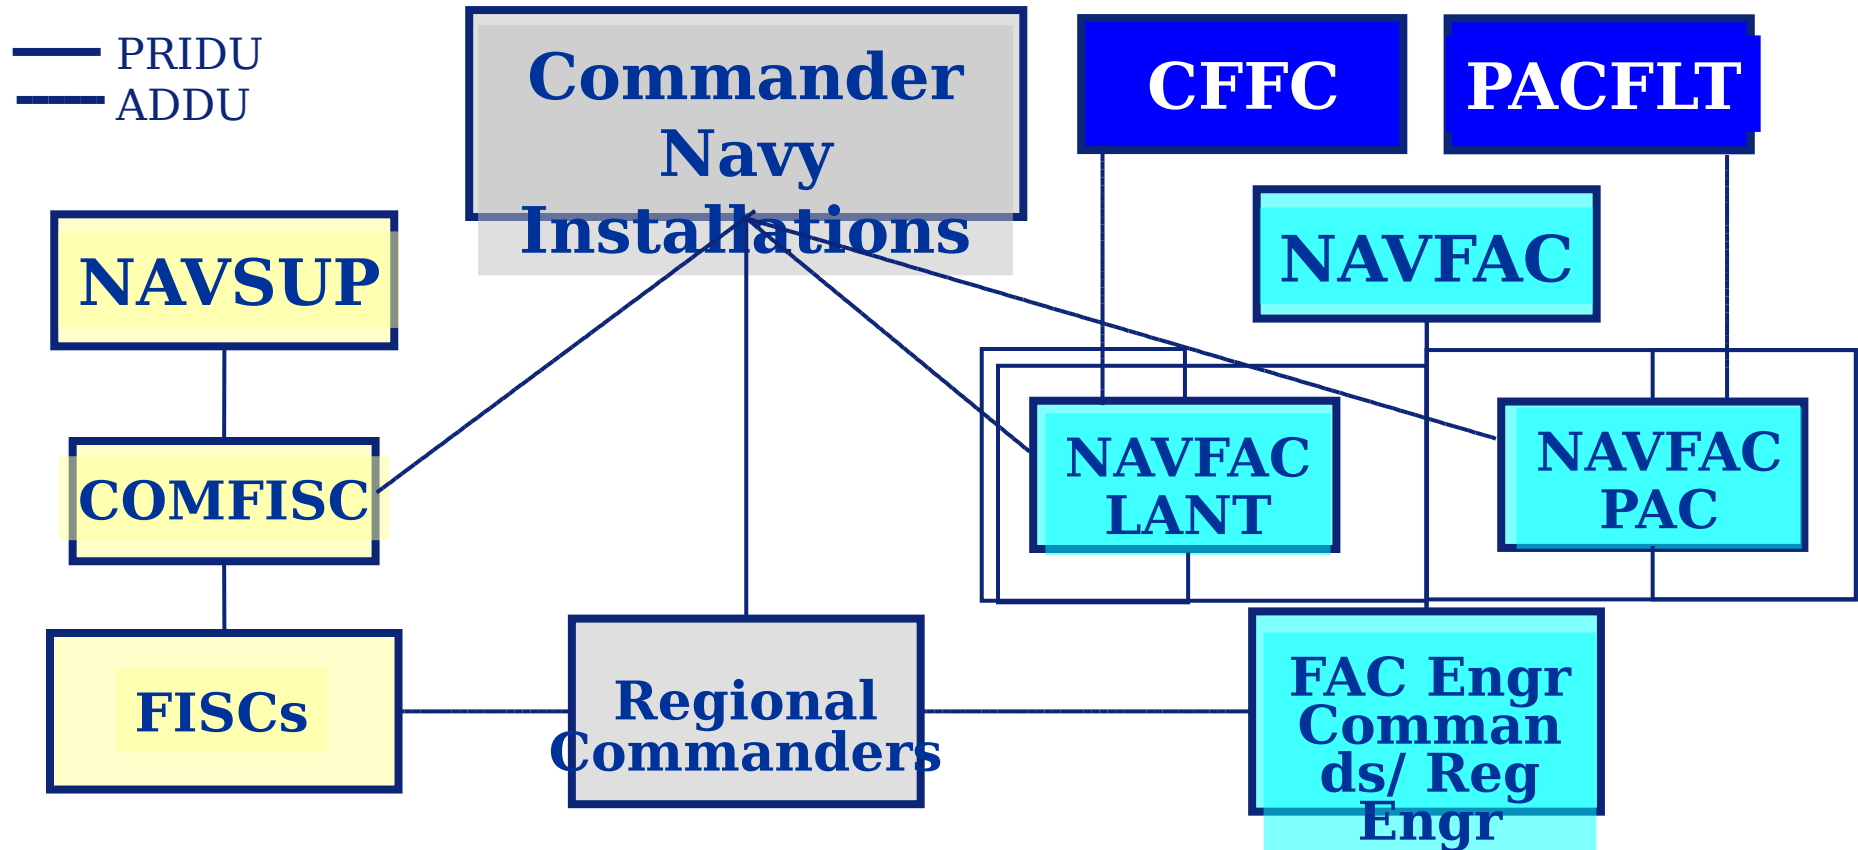 PRIDU
ADDU
Commander
Navy
Installations
CFFC
PACFLT
NAVSUP
NAVFAC
COMFISC
NAVFAC
LANT
NAVFAC
PAC
FISCs
Regional
Commanders
FAC Engr
Comman
ds/ Reg
Engr